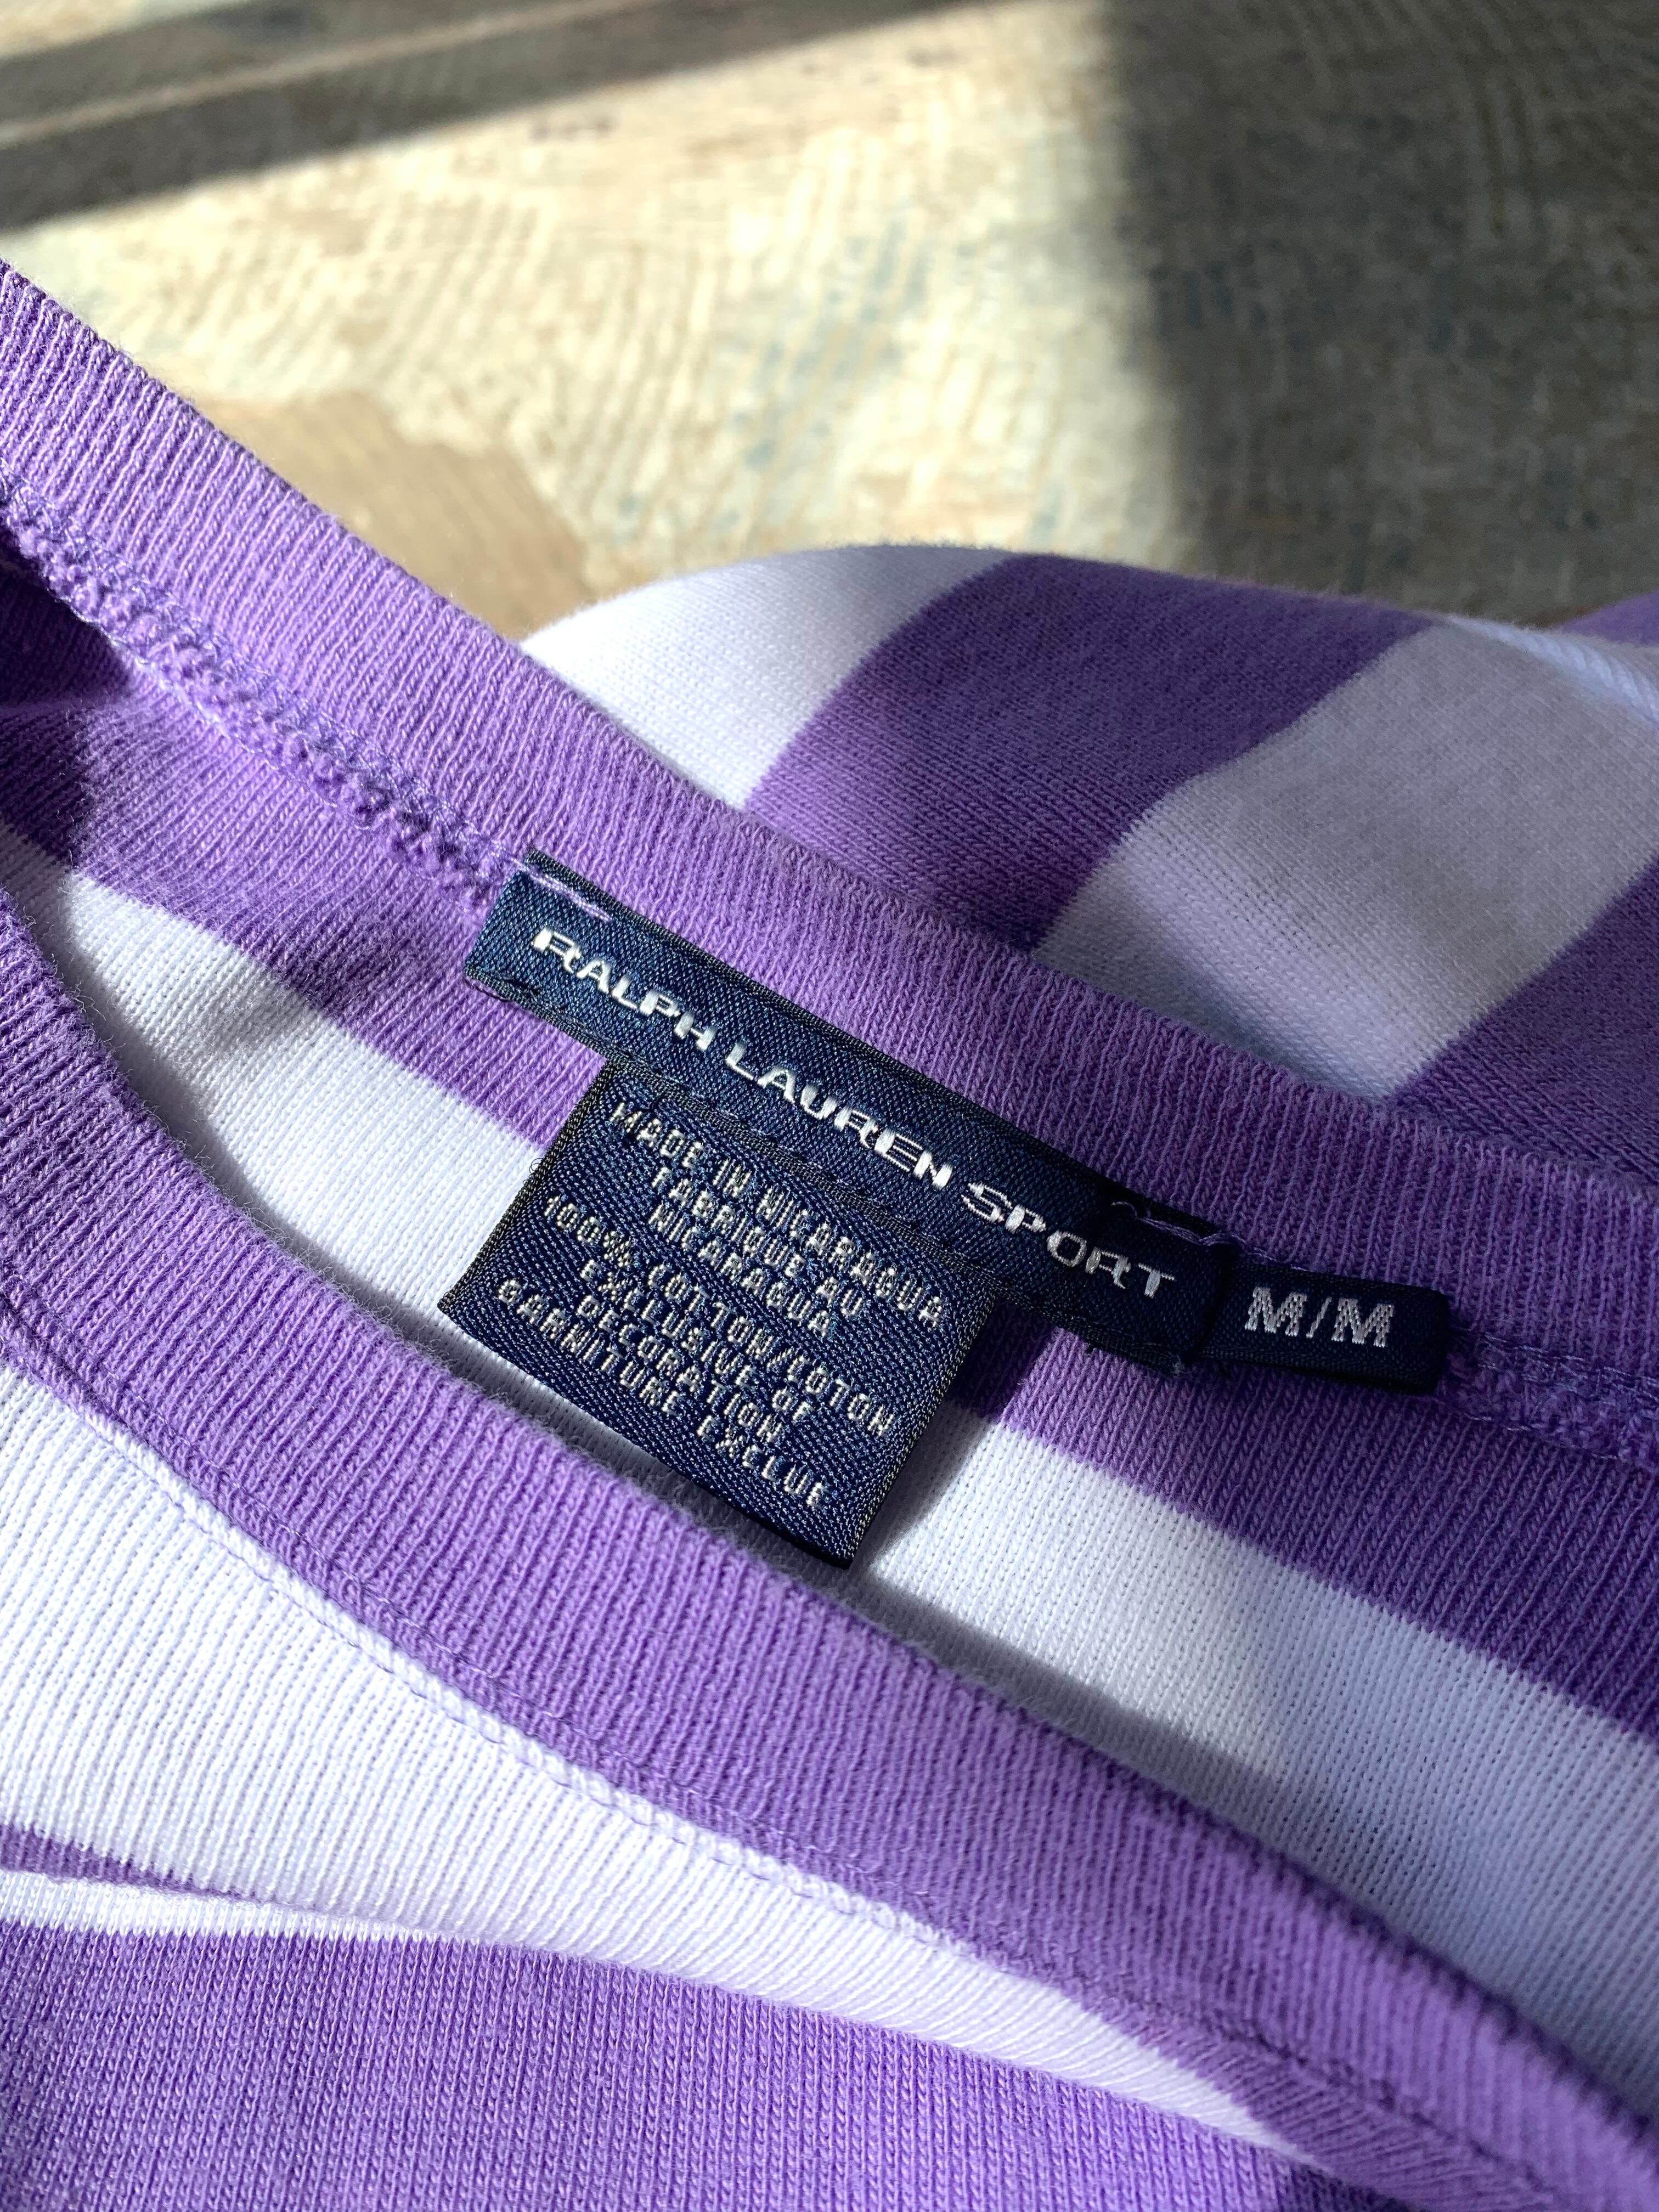 RALPH LAUREN SPORT
M/M
MADE IN NICARAGUA
FABRIQUE AU
NICARAGUA
100% COTTON/COTON
EXCLUSIVE OF
DECORATION
GARNITURE EXCLUE